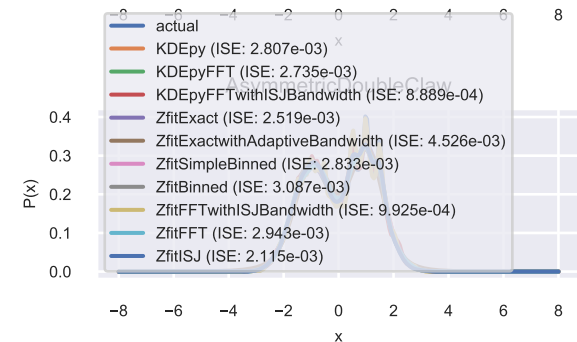 −8 −6 −4 −2 0 2 4 6 8
x
AsymmetricDoubleClaw
actual
KDEpy (ISE: 2.807e-03)
KDEpyFFT (ISE: 2.735e-03)
KDEpyFFTwithISJBandwidth (ISE: 8.889e-04)
ZfitExact (ISE: 2.519e-03)
ZfitExactwithAdaptiveBandwidth (ISE: 4.526e-03)
ZfitSimpleBinned (ISE: 2.833e-03)
ZfitBinned (ISE: 3.087e-03)
ZfitFFTwithISJBandwidth (ISE: 9.925e-04)
ZfitFFT (ISE: 2.943e-03)
ZfitISJ (ISE: 2.115e-03)
P(x)
0.4
0.3
0.2
0.1
0.0
−8 −6 −4 −2 0 2 4 6 8
x